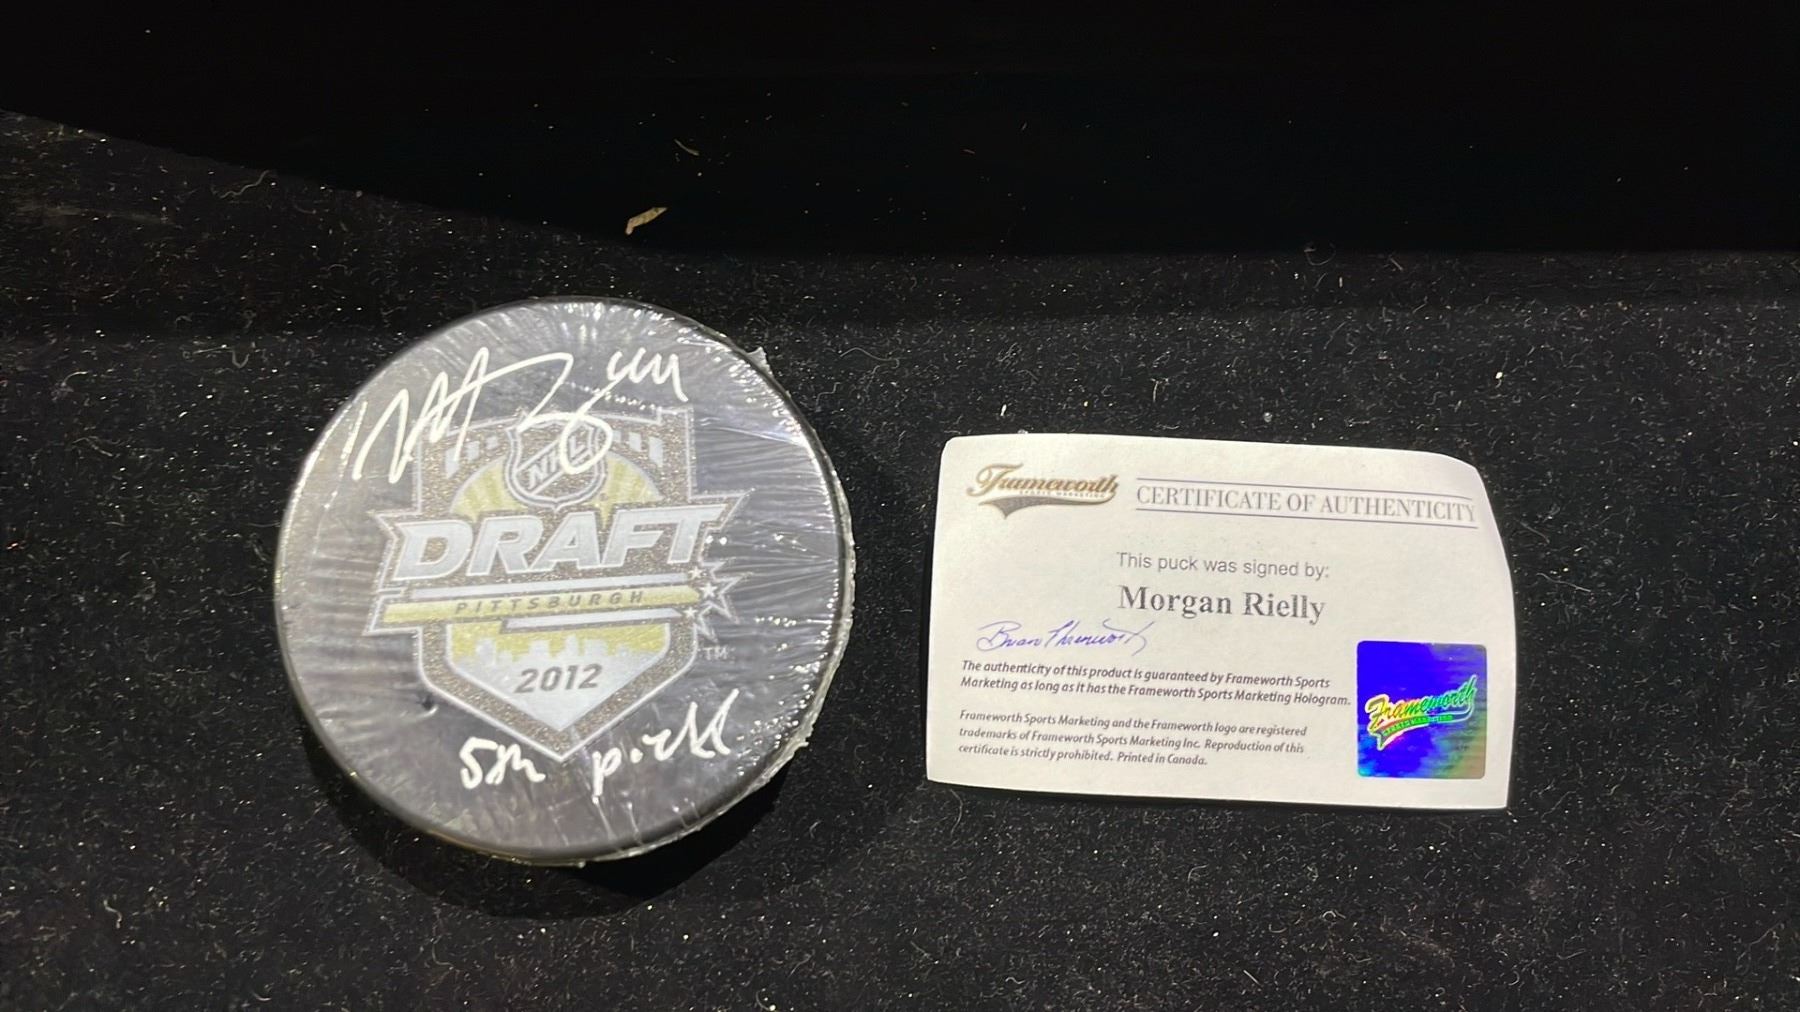 44
NHL
DRAFT
PITTSBURGH
TM
2012
5th pick
Frameworth
SPORTS MARKETING
CERTIFICATE OF AUTHENTICITY
This puck was signed by:
Morgan Rielly
The authenticity of this product is guaranteed by Frameworth Sports
Marketing as long as it has the Frameworth Sports Marketing Hologram.
Frameworth Sports Marketing and the Frameworth logo are registered
trademarks of Frameworth Sports Marketing Inc. Reproduction of this
certificate is strictly prohibited. Printed in Canada.
Frameworth